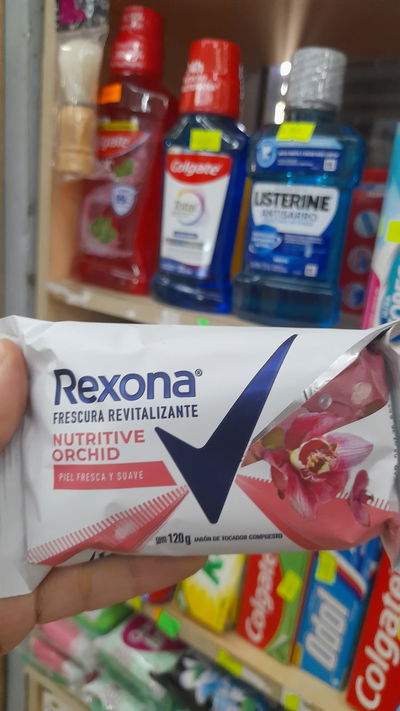 Colgate
Colgate
Total
LISTERINE
ANTISARRO
Rexona®
FRESCURA REVITALIZANTE
NUTRITIVE
ORCHID
PIEL FRESCA Y SUAVE
120g JABÓN DE TOCADOR COMPUESTO
Colgate
Odol
Colgate